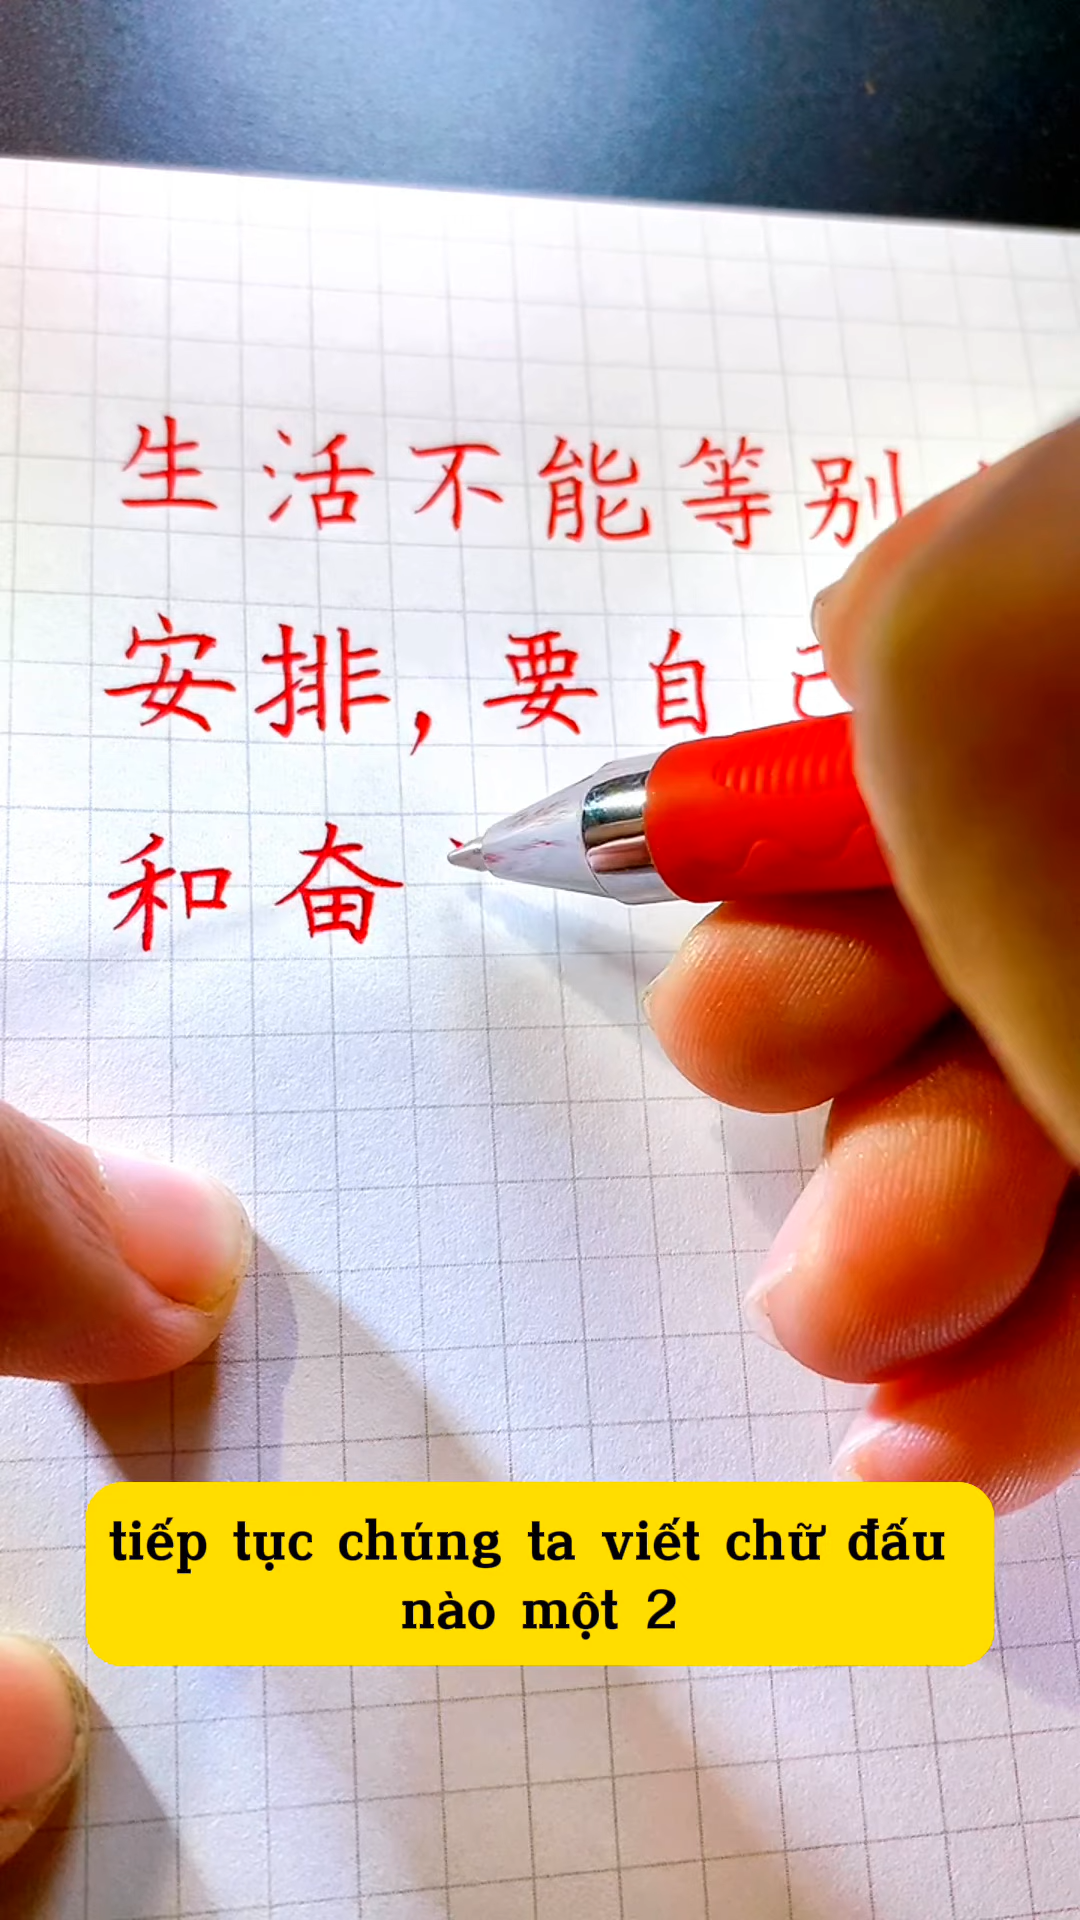 生活不能等别
安排,要自己
和奋
tiếp tục chúng ta viết chữ đấu
nào một 2